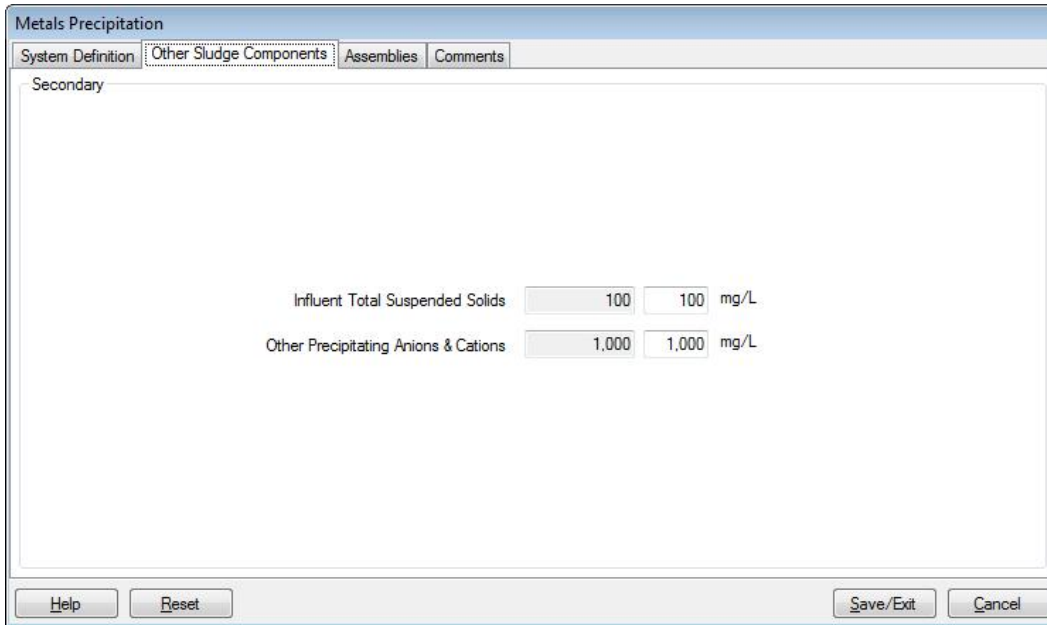 Metals Precipitation
System Definition Other Sludge Components Assemblies Comments
Secondary
Influent Total Suspended Solids 100 100 mg/L
Other Precipitating Anions & Cations 1,000 1,000 mg/L
Help Reset Save/Exit Cancel